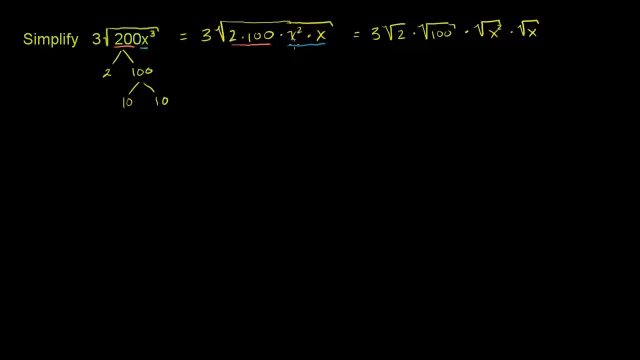 Simplify 3√(200x³) = 3√(2·100·x²·x) = 3√2·√100·√x²·√x
2 100
10 10